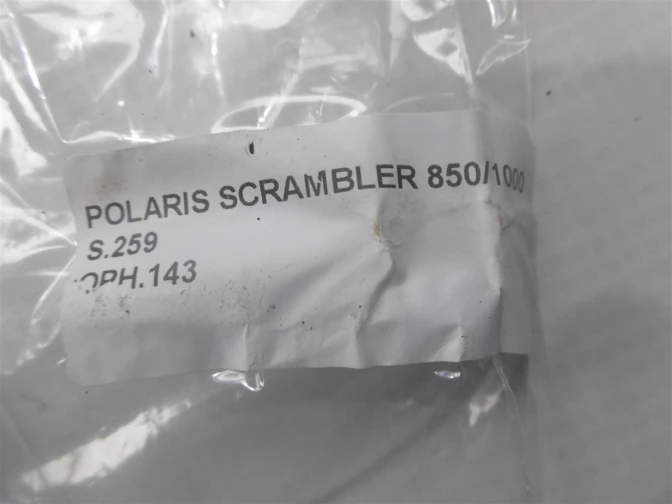 POLARIS SCRAMBLER 850/1000
S.259
OPH.143